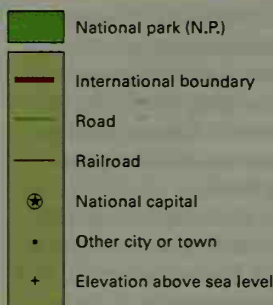 National park (N.P.)
International boundary
Road
Railroad
National capital
Other city or town
Elevation above sea level